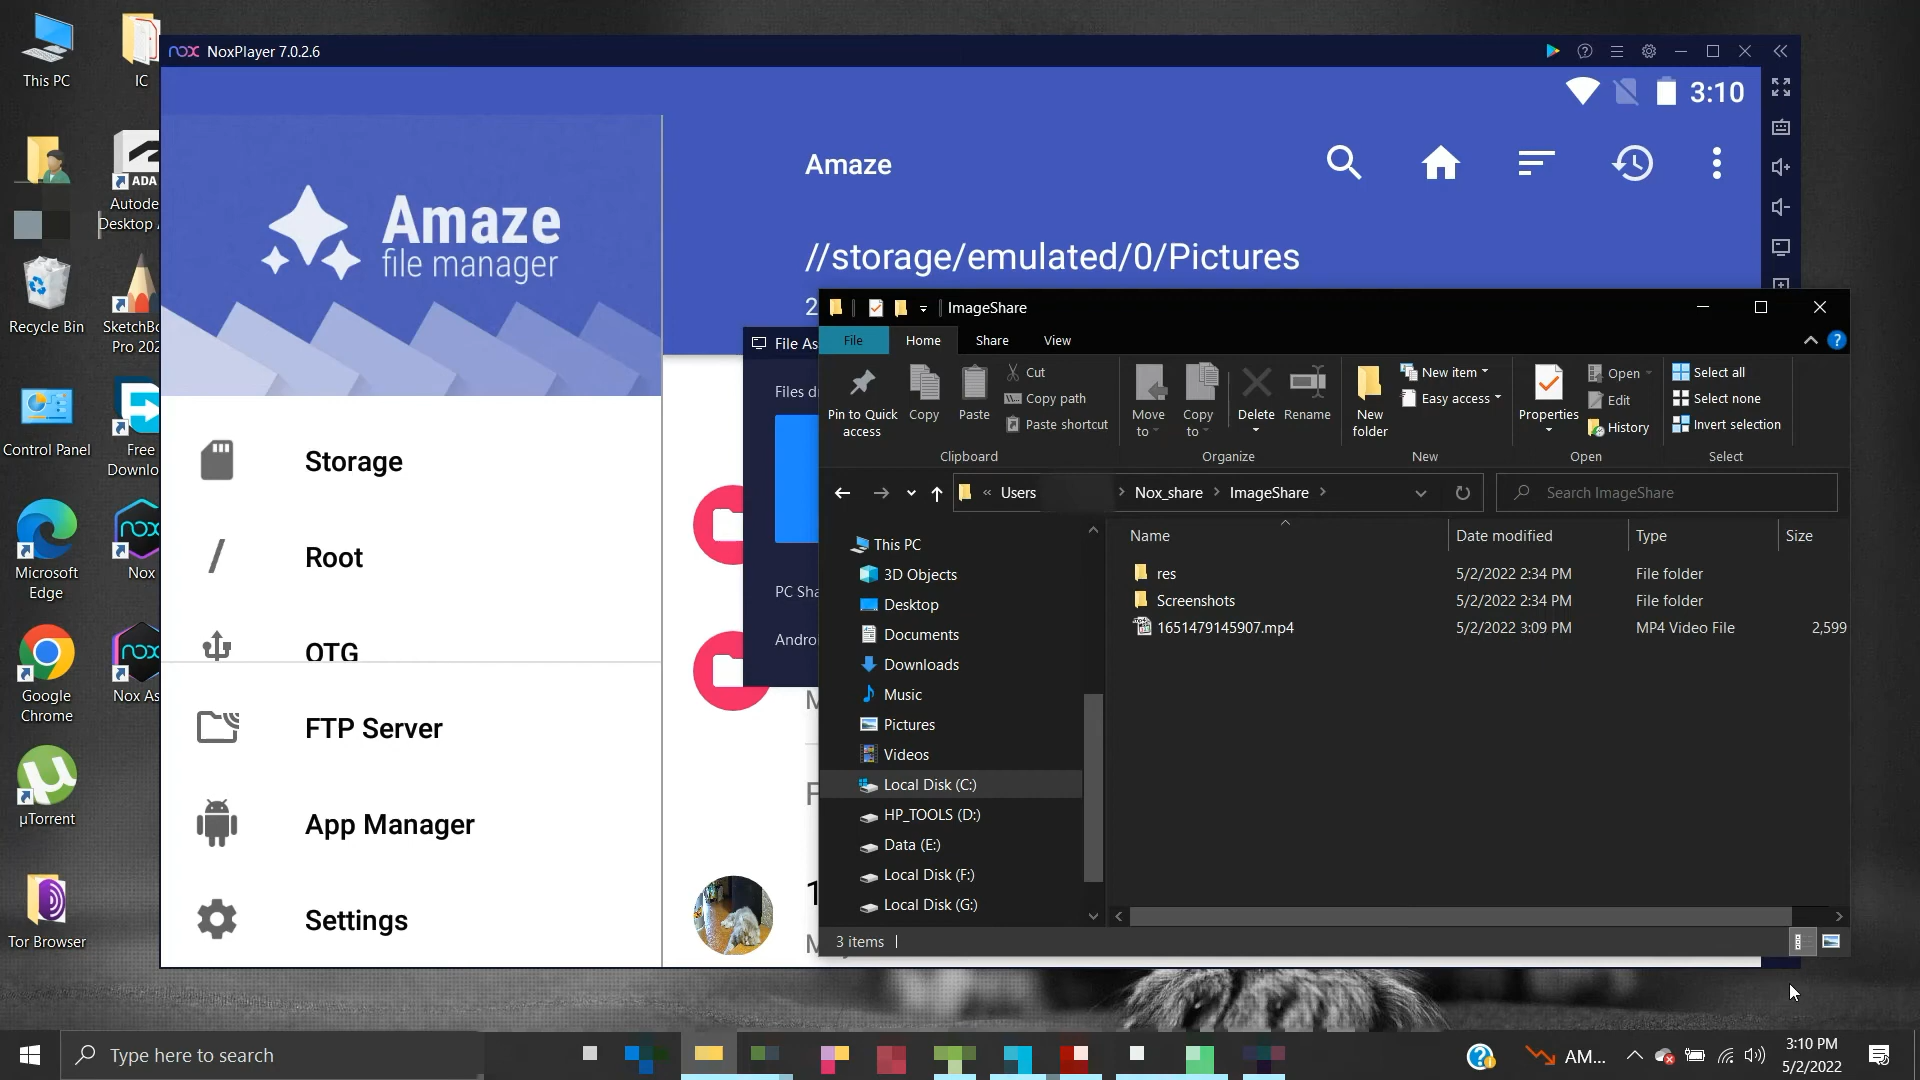 This PC
IC
Autode
Desktop
ADA
Recycle Bin
SketchBo
Pro 202
Control Panel
Free
Downlo
Microsoft
Edge
nox
Nox
Google
Chrome
nox
Nox As
µTorrent
Tor Browser
nox NoxPlayer 7.0.2.6
3:10
Amaze
file manager
Amaze
//storage/emulated/0/Pictures
2
Storage
Root
OTG
FTP Server
App Manager
Settings
File As
Files d
PC Sha
Andro
ImageShare
File Home Share View
Pin to Quick
access
Copy
Paste
Cut
Copy path
Paste shortcut
Clipboard
Move
to
Copy
to
Delete
Rename
Organize
New
folder
New item
Easy access
New
Properties
Open
Edit
History
Open
Select all
Select none
Invert selection
Select
« Users > Nox_share > ImageShare >
Search ImageShare
This PC
3D Objects
Desktop
Documents
Downloads
Music
Pictures
Videos
Local Disk (C:)
HP_TOOLS (D:)
Data (E:)
Local Disk (F:)
Local Disk (G:)
Name Date modified Type Size
res 5/2/2022 2:34 PM File folder
Screenshots 5/2/2022 2:34 PM File folder
1651479145907.mp4 5/2/2022 3:09 PM MP4 Video File 2,599
3 items
Type here to search
AM...
3:10 PM
5/2/2022